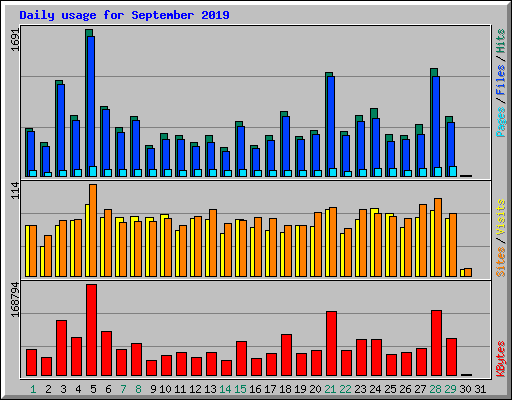 Daily usage for September 2019
1691
Pages / Files / Hits
114
Sites / Visits
168794
KBytes
1 2 3 4 5 6 7 8 9 10 11 12 13 14 15 16 17 18 19 20 21 22 23 24 25 26 27 28 29 30 31